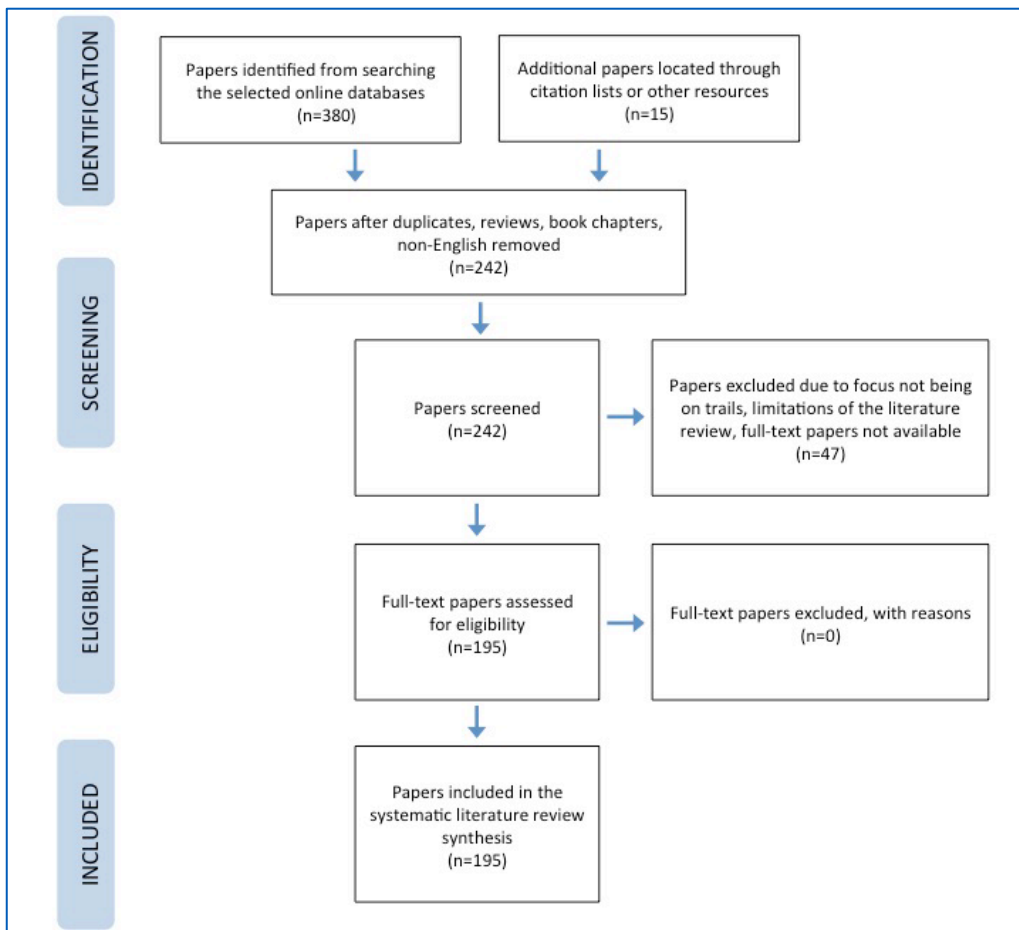 IDENTIFICATION
Papers identified from searching
the selected online databases
(n=380)
Additional papers located through
citation lists or other resources
(n=15)
Papers after duplicates, reviews, book chapters,
non-English removed
(n=242)
SCREENING
Papers screened
(n=242)
Papers excluded due to focus not being
on trails, limitations of the literature
review, full-text papers not available
(n=47)
ELIGIBILITY
Full-text papers assessed
for eligibility
(n=195)
Full-text papers excluded, with reasons
(n=0)
INCLUDED
Papers included in the
systematic literature review
synthesis
(n=195)